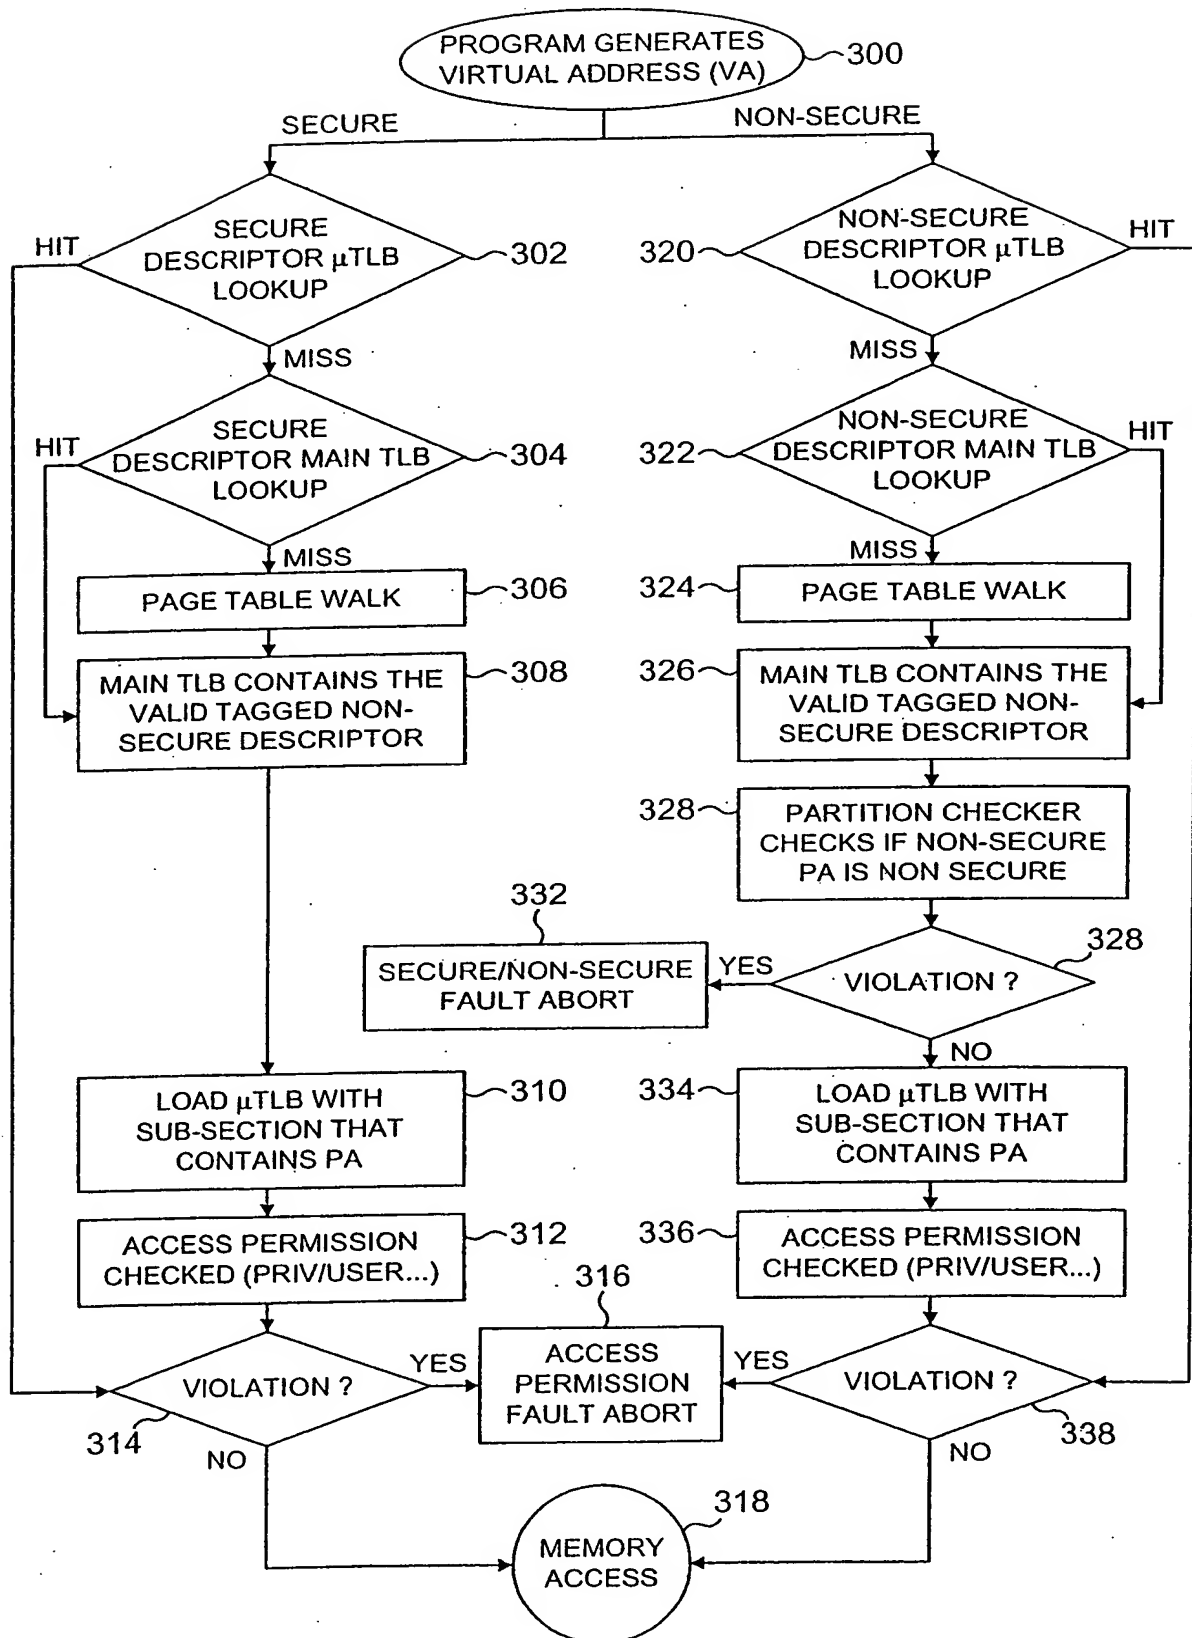 PROGRAM GENERATES
VIRTUAL ADDRESS (VA)
300
SECURE
NON-SECURE
HIT
SECURE
DESCRIPTOR μTLB
LOOKUP
302
320
NON-SECURE
DESCRIPTOR μTLB
LOOKUP
HIT
MISS
MISS
HIT
SECURE
DESCRIPTOR MAIN TLB
LOOKUP
304
322
NON-SECURE
DESCRIPTOR MAIN TLB
LOOKUP
HIT
MISS
MISS
PAGE TABLE WALK
306
324
PAGE TABLE WALK
MAIN TLB CONTAINS THE
VALID TAGGED NON-
SECURE DESCRIPTOR
308
326
MAIN TLB CONTAINS THE
VALID TAGGED NON-
SECURE DESCRIPTOR
328
PARTITION CHECKER
CHECKS IF NON-SECURE
PA IS NON SECURE
332
SECURE/NON-SECURE
FAULT ABORT
YES
VIOLATION ?
328
NO
LOAD μTLB WITH
SUB-SECTION THAT
CONTAINS PA
310
334
LOAD μTLB WITH
SUB-SECTION THAT
CONTAINS PA
ACCESS PERMISSION
CHECKED (PRIV/USER...)
312
336
ACCESS PERMISSION
CHECKED (PRIV/USER...)
316
VIOLATION ?
314
YES
ACCESS
PERMISSION
FAULT ABORT
YES
VIOLATION ?
338
NO
NO
318
MEMORY
ACCESS